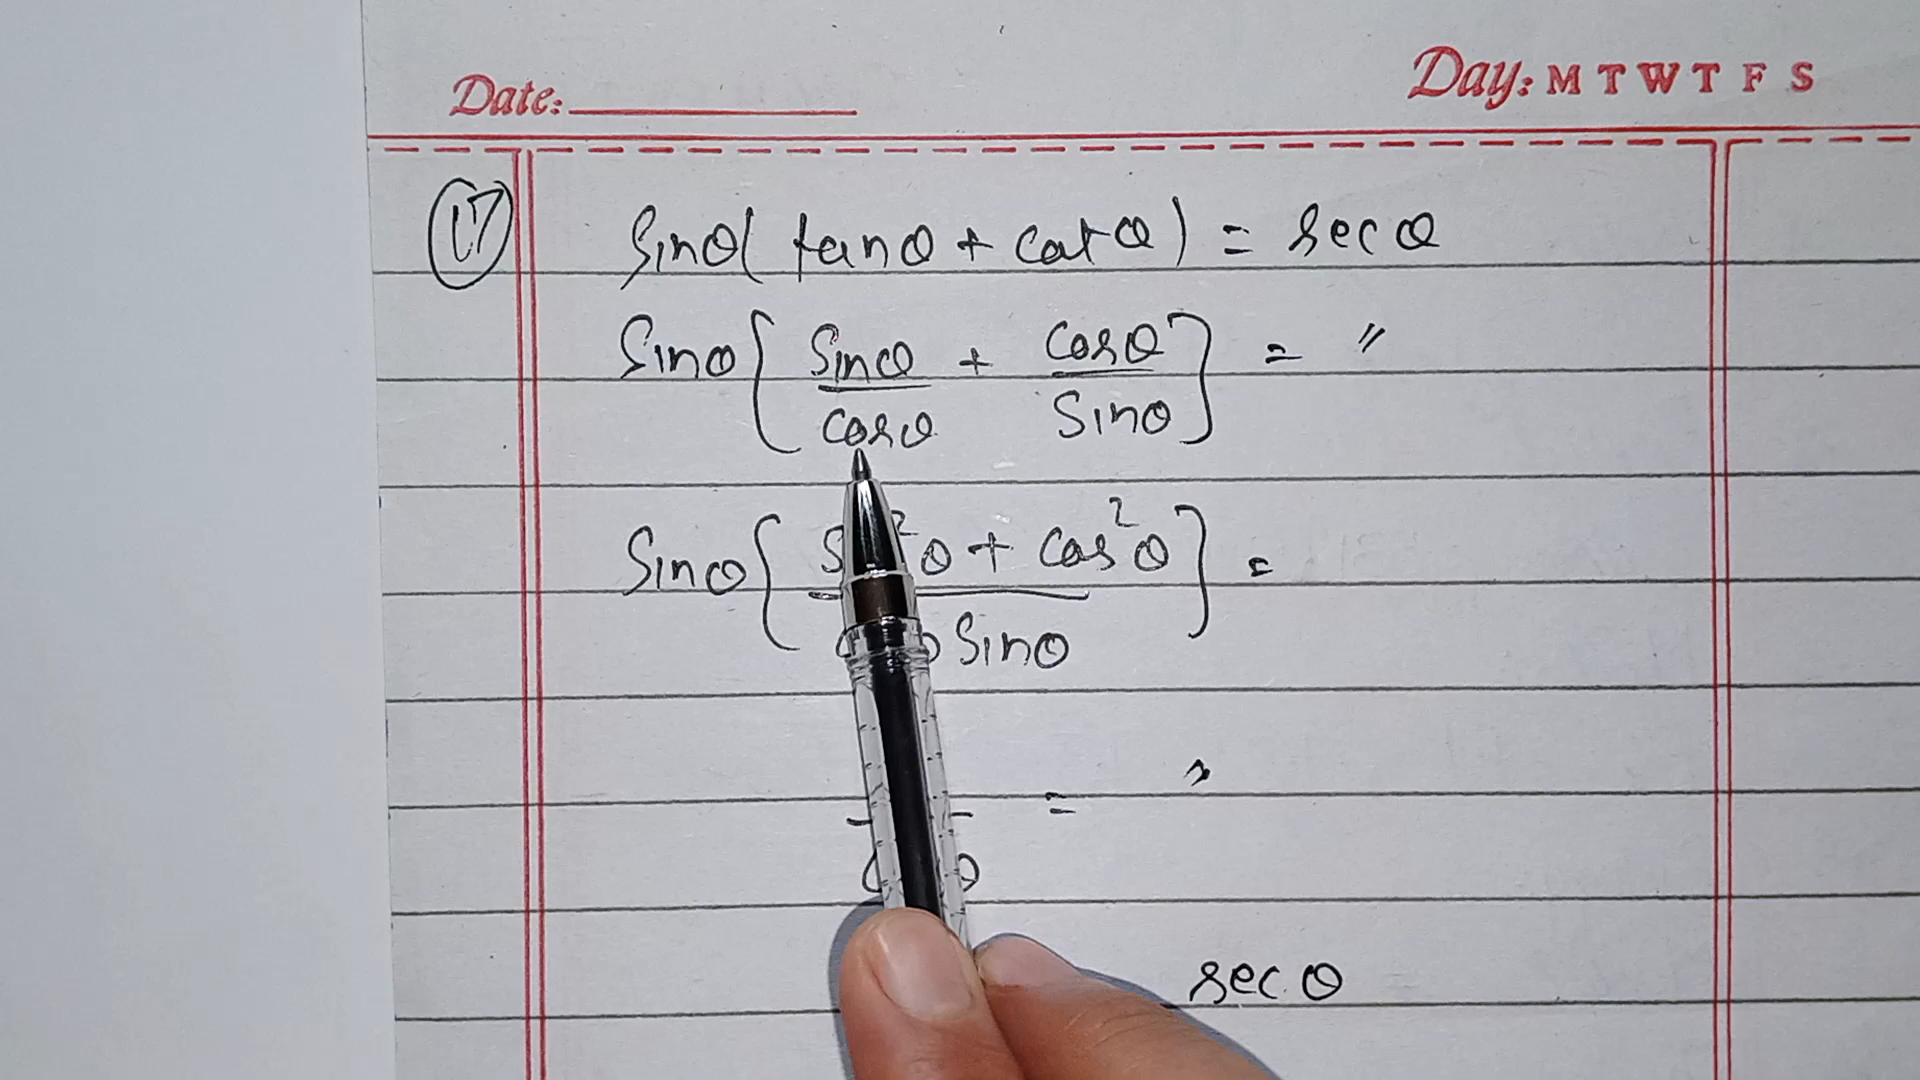 Date:
Day: M T W T F S
17 sinθ( tanθ + cotθ ) = secθ
Sinθ [ Sinθ/cosθ + cosθ/Sinθ ] = "
Sinθ [ θ + cos²θ / Sinθ ] =
= "
secθ